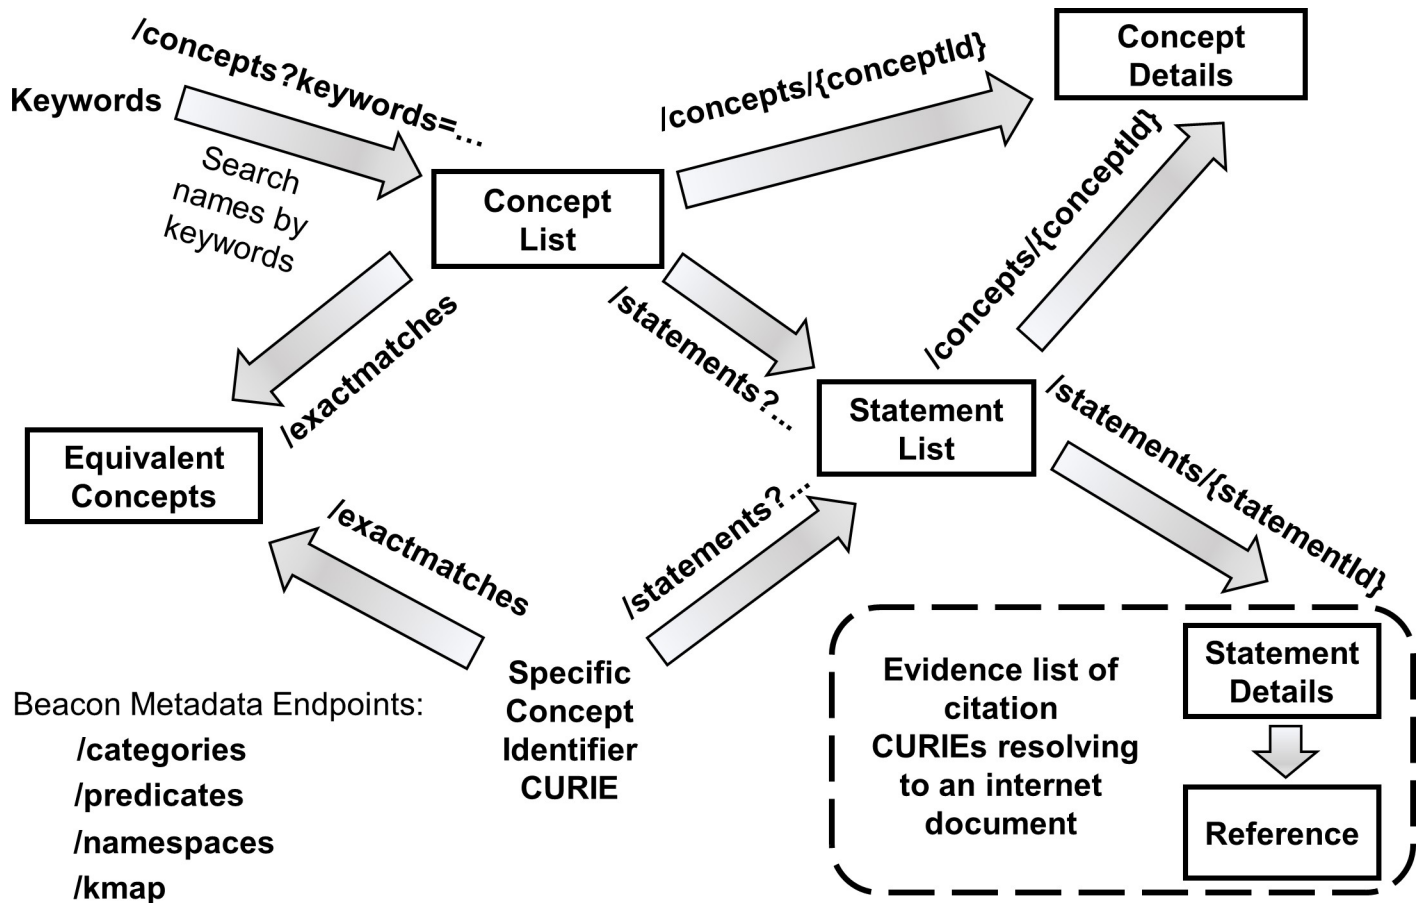 /concepts?keywords=...
Keywords
Search
names by
keywords
Concept
List
/concepts/{conceptId}
Concept
Details
/concepts/{conceptId}
/exactmatches
/statements?...
Equivalent
Concepts
Statement
List
/statements/{statementId}
/exactmatches
/statements?...
Specific
Concept
Identifier
CURIE
Beacon Metadata Endpoints:
/categories
/predicates
/namespaces
/kmap
Evidence list of
citation
CURIEs resolving
to an internet
document
Statement
Details
Reference